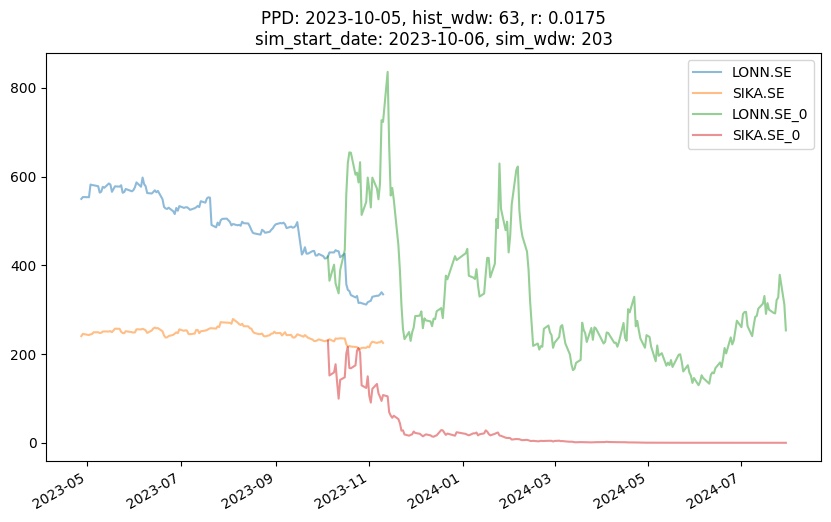 PPD: 2023-10-05, hist_wdw: 63, r: 0.0175
sim_start_date: 2023-10-06, sim_wdw: 203
LONN.SE
SIKA.SE
LONN.SE_0
SIKA.SE_0
800
600
400
200
0
2023-05
2023-07
2023-09
2023-11
2024-01
2024-03
2024-05
2024-07